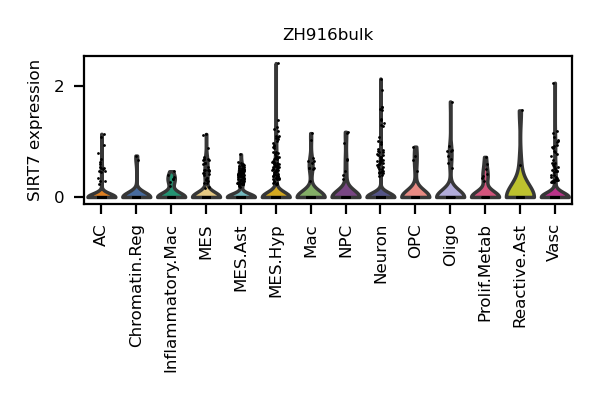 ZH916bulk
SIRT7 expression
2
0
AC
Chromatin.Reg
Inflammatory.Mac
MES
MES.Ast
MES.Hyp
Mac
NPC
Neuron
OPC
Oligo
Prolif.Metab
Reactive.Ast
Vasc